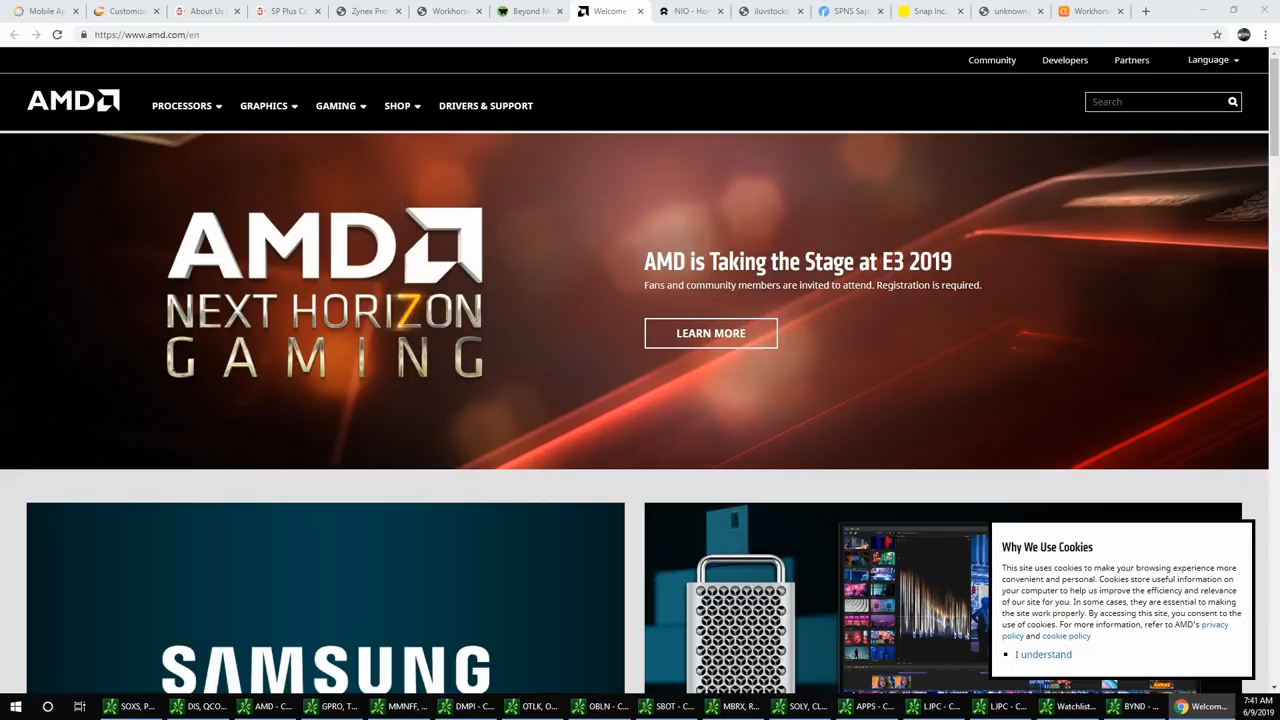 Mobile Ap
Customiz
About Us
SP Plus Co
Zynex Pre
Workhors
Beyond M
Welcome
NIO - Ho
iluvstocks
SPNS Sap
Snap Inc.
unknown
Workhors
https://www.amd.com/en
Community
Developers
Partners
Language
AMD
PROCESSORS
GRAPHICS
GAMING
SHOP
DRIVERS & SUPPORT
Search
AMD
NEXT HORIZON
GAMING
AMD is Taking the Stage at E3 2019
Fans and community members are invited to attend. Registration is required.
LEARN MORE
SAMSUNG
Why We Use Cookies
This site uses cookies to make your browsing experience more
convenient and personal. Cookies store useful information on
your computer to help us improve the efficiency and relevance
of our site for you. In some cases, they are essential to making
the site work properly. By accessing this site, you consent to the
use of cookies. For more information, refer to AMD's privacy
policy and cookie policy
I understand
SOXS, P...
AMD - C...
GPRO, T...
MMNFF, ...
IMPI - C...
OTLK, D...
OBLN - C...
SBOT - C...
MBRX, R...
SOLY, CL...
APPS - C...
LJPC - C...
LJPC - C...
Watchlist...
BYND - ...
Welcom...
7:41 AM
6/9/2019